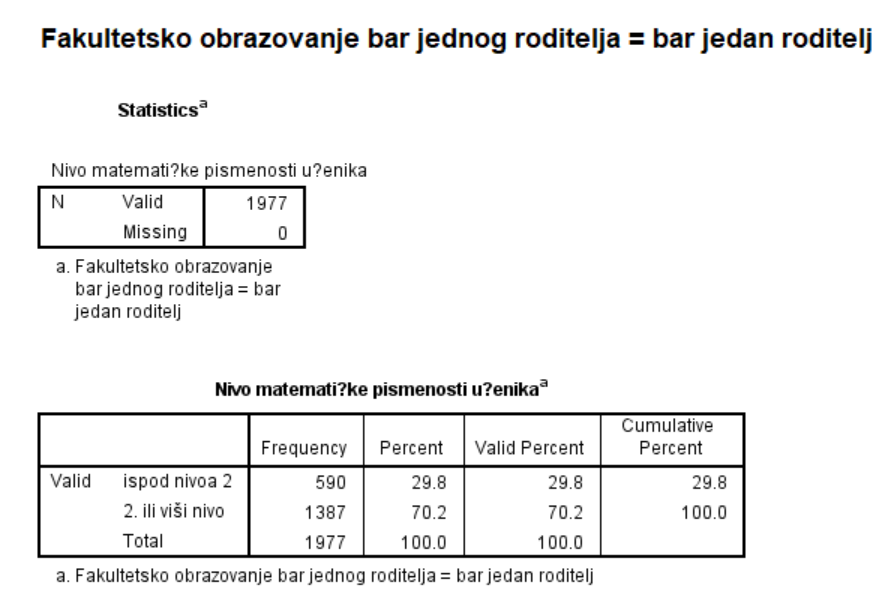 Fakultetsko obrazovanje bar jednog roditelja = bar jedan roditelj
Statisticsa
Nivo matemati?ke pismenosti u?enika
N Valid 1977
Missing 0
a. Fakultetsko obrazovanje
bar jednog roditelja = bar
jedan roditelj
Nivo matemati?ke pismenosti u?enikaa
Cumulative
Frequency Percent Valid Percent Percent
Valid ispod nivoa 2 590 29.8 29.8 29.8
2. ili viši nivo 1387 70.2 70.2 100.0
Total 1977 100.0 100.0
a. Fakultetsko obrazovanje bar jednog roditelja = bar jedan roditelj